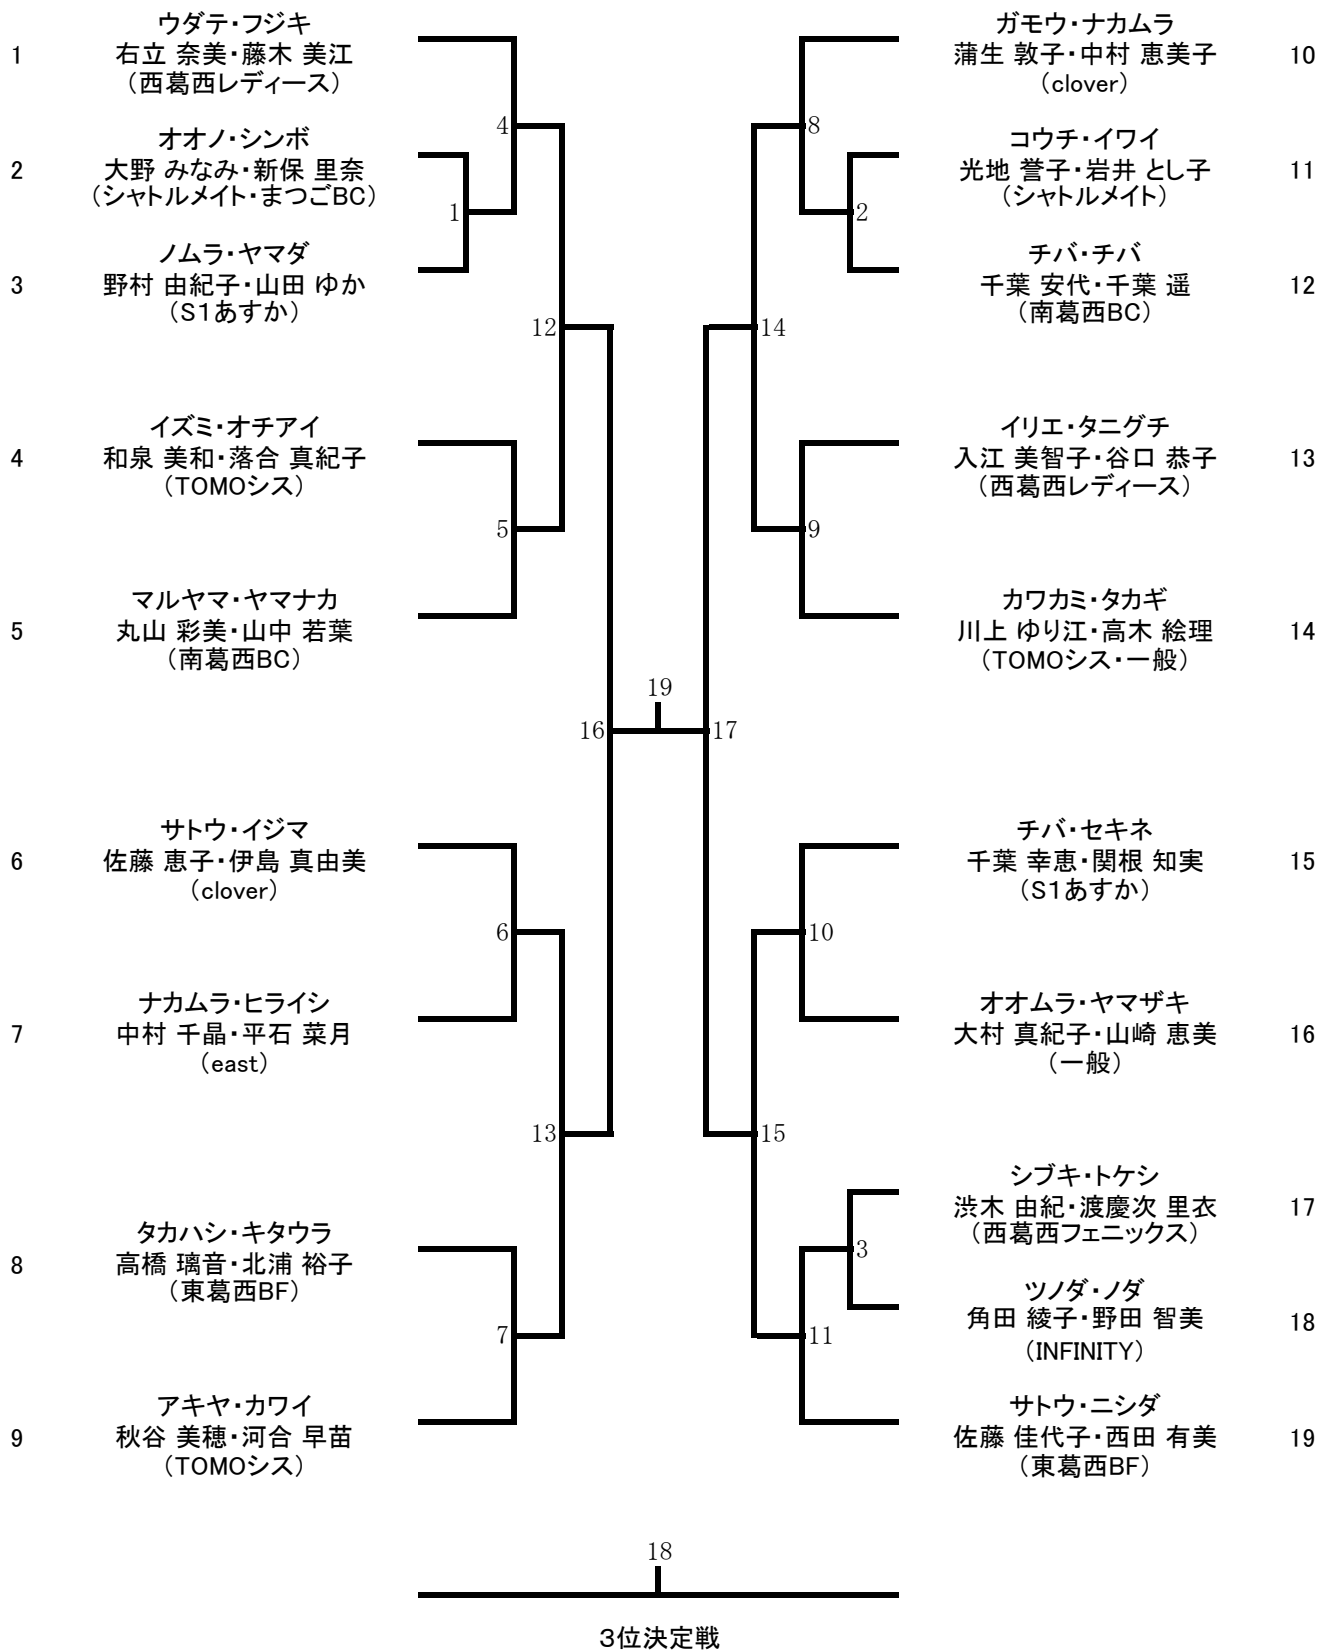 ウダテ・フジキ
1 右立 奈美・藤木 美江
（西葛西レディース）
オオノ・シンボ
2 大野 みなみ・新保 里奈
（シャトルメイト・まつごBC）
ノムラ・ヤマダ
3 野村 由紀子・山田 ゆか
（S1あすか）
イズミ・オチアイ
4 和泉 美和・落合 真紀子
（TOMOシス）
マルヤマ・ヤマナカ
5 丸山 彩美・山中 若葉
（南葛西BC）
サトウ・イジマ
6 佐藤 恵子・伊島 真由美
（clover）
ナカムラ・ヒライシ
7 中村 千晶・平石 菜月
（east）
タカハシ・キタウラ
8 高橋 璃音・北浦 裕子
（東葛西BF）
アキヤ・カワイ
9 秋谷 美穂・河合 早苗
（TOMOシス）
4
1
12
5
16
6
13
7
19
8
2
14
9
17
10
15
3
11
ガモウ・ナカムラ
蒲生 敦子・中村 恵美子 10
（clover）
コウチ・イワイ
光地 誉子・岩井 とし子 11
（シャトルメイト）
チバ・チバ
千葉 安代・千葉 遥 12
（南葛西BC）
イリエ・タニグチ
入江 美智子・谷口 恭子 13
（西葛西レディース）
カワカミ・タカギ
川上 ゆり江・高木 絵理 14
（TOMOシス・一般）
チバ・セキネ
千葉 幸恵・関根 知実 15
（S1あすか）
オオムラ・ヤマザキ
大村 真紀子・山崎 恵美 16
（一般）
シブキ・トケシ
渋木 由紀・渡慶次 里衣 17
（西葛西フェニックス）
ツノダ・ノダ
角田 綾子・野田 智美 18
（INFINITY）
サトウ・ニシダ
佐藤 佳代子・西田 有美 19
（東葛西BF）
18
3位決定戦